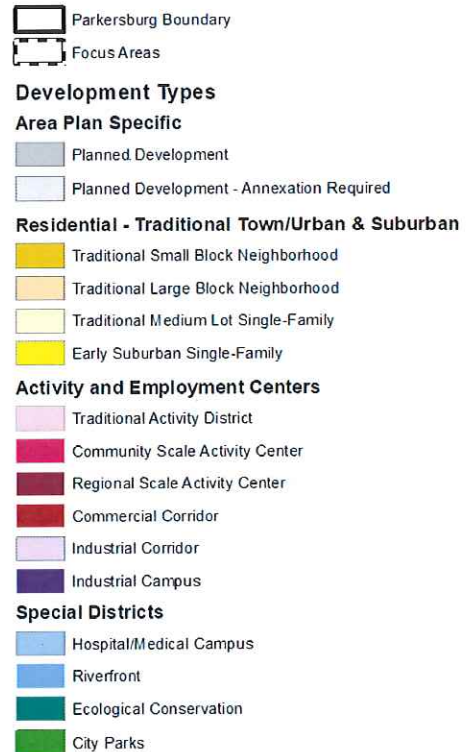 Parkersburg Boundary
Focus Areas
Development Types
Area Plan Specific
Planned Development
Planned Development - Annexation Required
Residential - Traditional Town/Urban & Suburban
Traditional Small Block Neighborhood
Traditional Large Block Neighborhood
Traditional Medium Lot Single-Family
Early Suburban Single-Family
Activity and Employment Centers
Traditional Activity District
Community Scale Activity Center
Regional Scale Activity Center
Commercial Corridor
Industrial Corridor
Industrial Campus
Special Districts
Hospital/Medical Campus
Riverfront
Ecological Conservation
City Parks